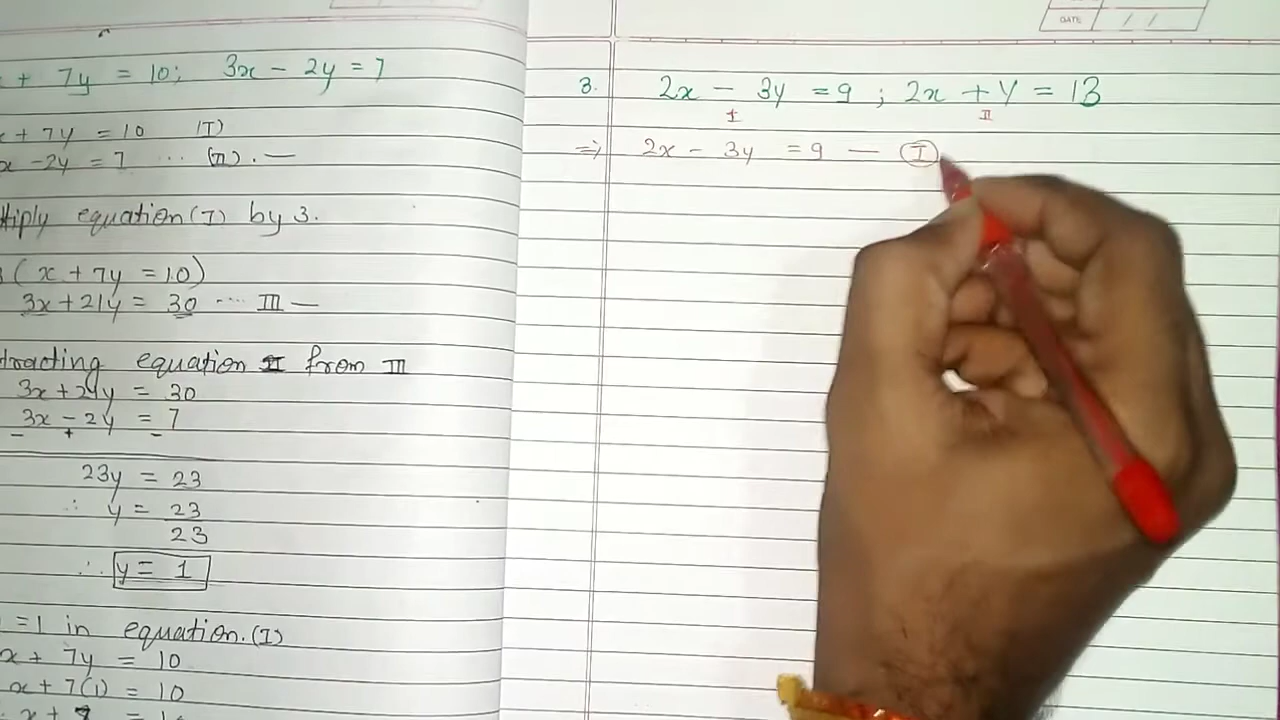 + 7y = 10; 3x - 2y = 7
+ 7y = 10 (I)
x - 2y = 7 ... (II). —
tiply equation (I) by 3.
(x + 7y = 10)
3x + 21y = 30 .... III —
tracting equation II from III
3x + 21y = 30
3x - 2y = 7
- + -
23y = 23
∴ y = 23
23
∴ y = 1
=1 in equation.(I)
x + 7y = 10
x + 7(1) = 10
x + 7 =
DATE / /
3. 2x - 3y = 9 ; 2x + y = 13
I II
⇒ 2x - 3y = 9 — I